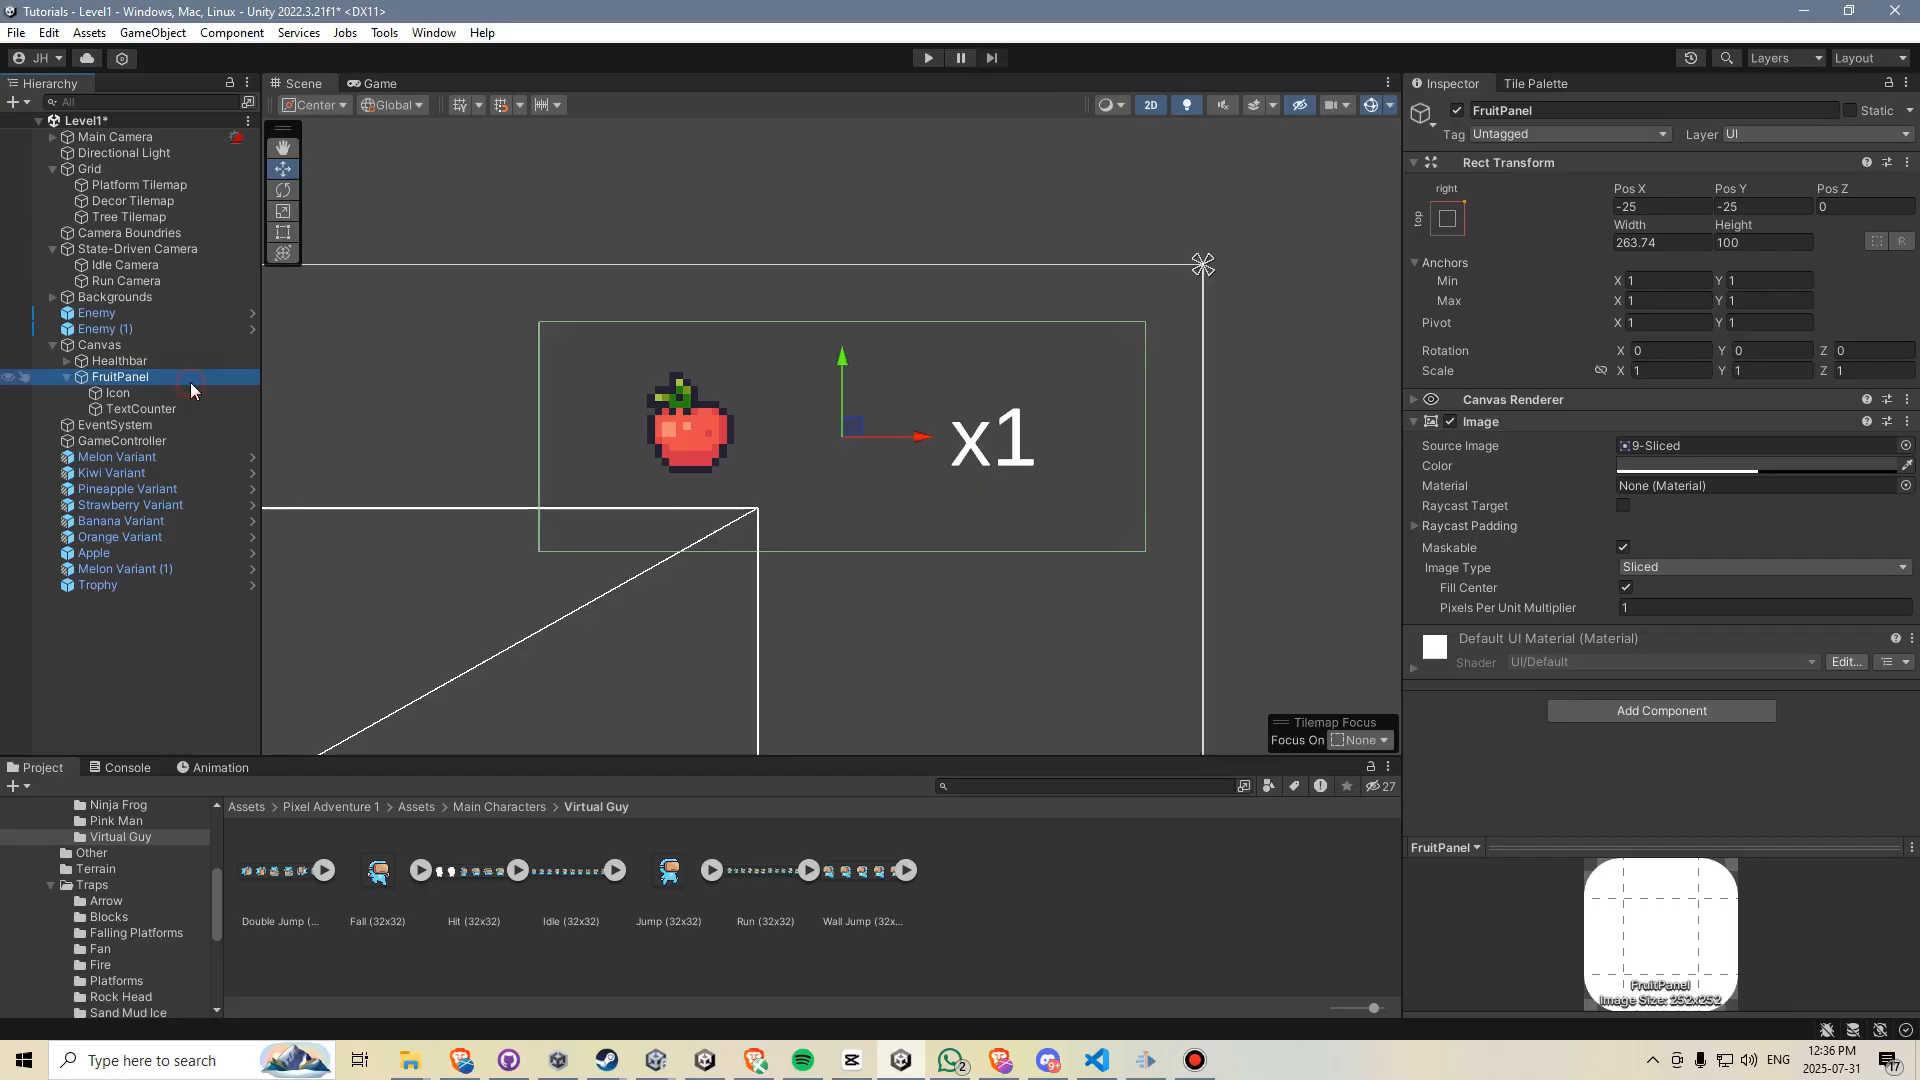 Tutorials - Level1 - Windows, Mac, Linux - Unity 2022.3.21f1* <DX11>
File Edit Assets GameObject Component Services Jobs Tools Window Help
JH Layers Layout
Hierarchy Scene Game Inspector Tile Palette
All Center Global 2D
FruitPanel Static
Tag Untagged Layer UI
Level1*
Main Camera
Directional Light
Grid
Platform Tilemap
Decor Tilemap
Tree Tilemap
Camera Boundries
State-Driven Camera
Idle Camera
Run Camera
Backgrounds
Enemy
Enemy (1)
Canvas
Healthbar
FruitPanel
Icon
TextCounter
EventSystem
GameController
Melon Variant
Kiwi Variant
Pineapple Variant
Strawberry Variant
Banana Variant
Orange Variant
Apple
Melon Variant (1)
Trophy
x1
Tilemap Focus
Focus On None
Rect Transform
right
top
Pos X Pos Y Pos Z
-25 -25 0
Width Height
263.74 100
R
Anchors
Min X 1 Y 1
Max X 1 Y 1
Pivot X 1 Y 1
Rotation X 0 Y 0 Z 0
Scale X 1 Y 1 Z 1
Canvas Renderer
Image
Source Image 9-Sliced
Color
Material None (Material)
Raycast Target
Raycast Padding
Maskable
Image Type Sliced
Fill Center
Pixels Per Unit Multiplier 1
Default UI Material (Material)
Shader UI/Default Edit...
Add Component
FruitPanel
FruitPanel
Image Size: 252x252
Project Console Animation
27
Assets > Pixel Adventure 1 > Assets > Main Characters > Virtual Guy
Ninja Frog
Pink Man
Virtual Guy
Other
Terrain
Traps
Arrow
Blocks
Falling Platforms
Fan
Fire
Platforms
Rock Head
Sand Mud Ice
Double Jump (... Fall (32x32) Hit (32x32) Idle (32x32) Jump (32x32) Run (32x32) Wall Jump (32x...
Type here to search
2
9+
ENG
12:36 PM
2025-07-31
17